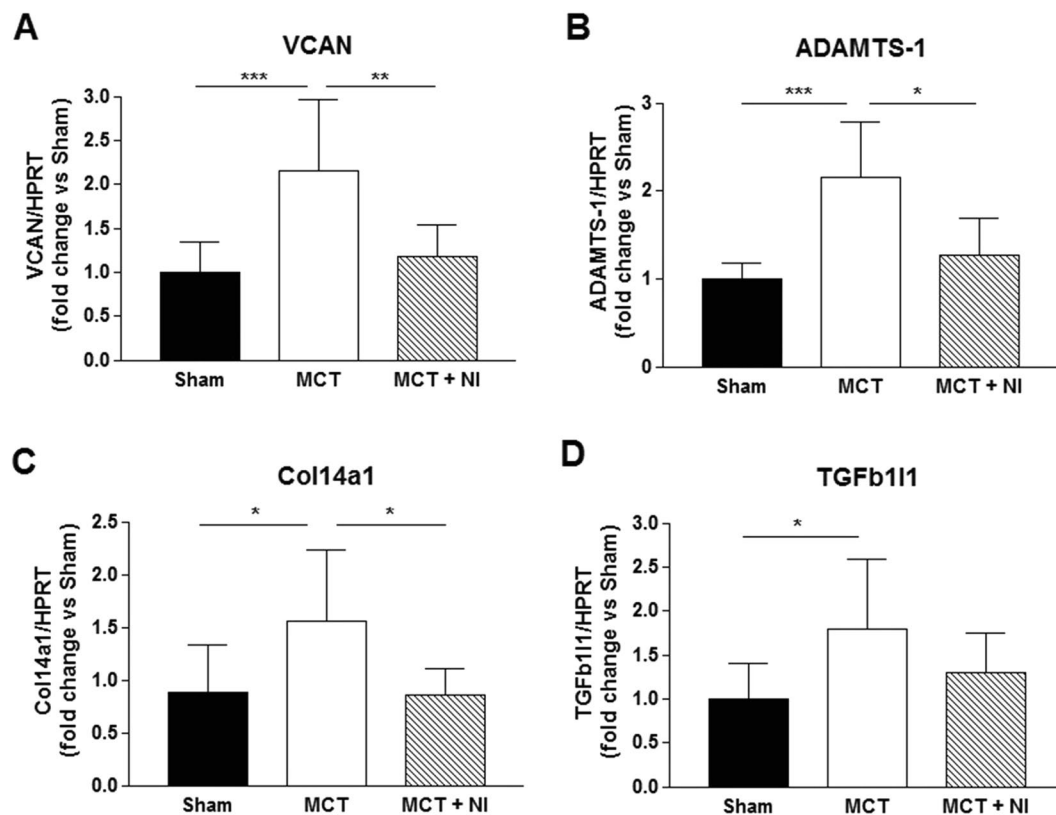 A
VCAN
***
**
VCAN/HPRT
(fold change vs Sham)
3.0
2.5
2.0
1.5
1.0
0.5
0.0
Sham MCT MCT + NI
B
ADAMTS-1
***
*
ADAMTS-1/HPRT
(fold change vs Sham)
3
2
1
0
Sham MCT MCT + NI
C
Col14a1
*
*
Col14a1/HPRT
(fold change vs Sham)
2.5
2.0
1.5
1.0
0.5
0.0
Sham MCT MCT + NI
D
TGFb1l1
*
TGFb1l1/HPRT
(fold change vs Sham)
3.0
2.5
2.0
1.5
1.0
0.5
0.0
Sham MCT MCT + NI